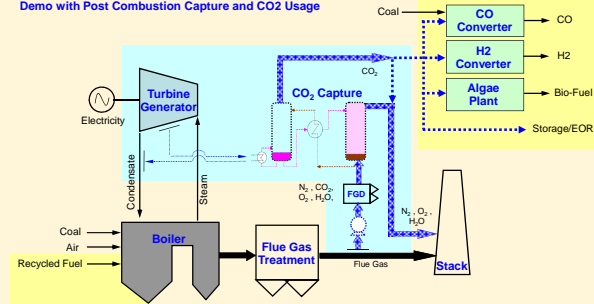 Demo with Post Combustion Capture and CO2 Usage
Coal
CO
Converter
CO
H2
Converter
H2
Algae
Plant
Bio-Fuel
Storage/EOR
CO2
CO2 Capture
Turbine
Generator
Electricity
Condensate
Steam
N2 , CO2,
O2 , H2O,
FGD
N2 , O2 ,
H2O
Coal
Air
Recycled Fuel
Boiler
Flue Gas
Treatment
Flue Gas
Stack